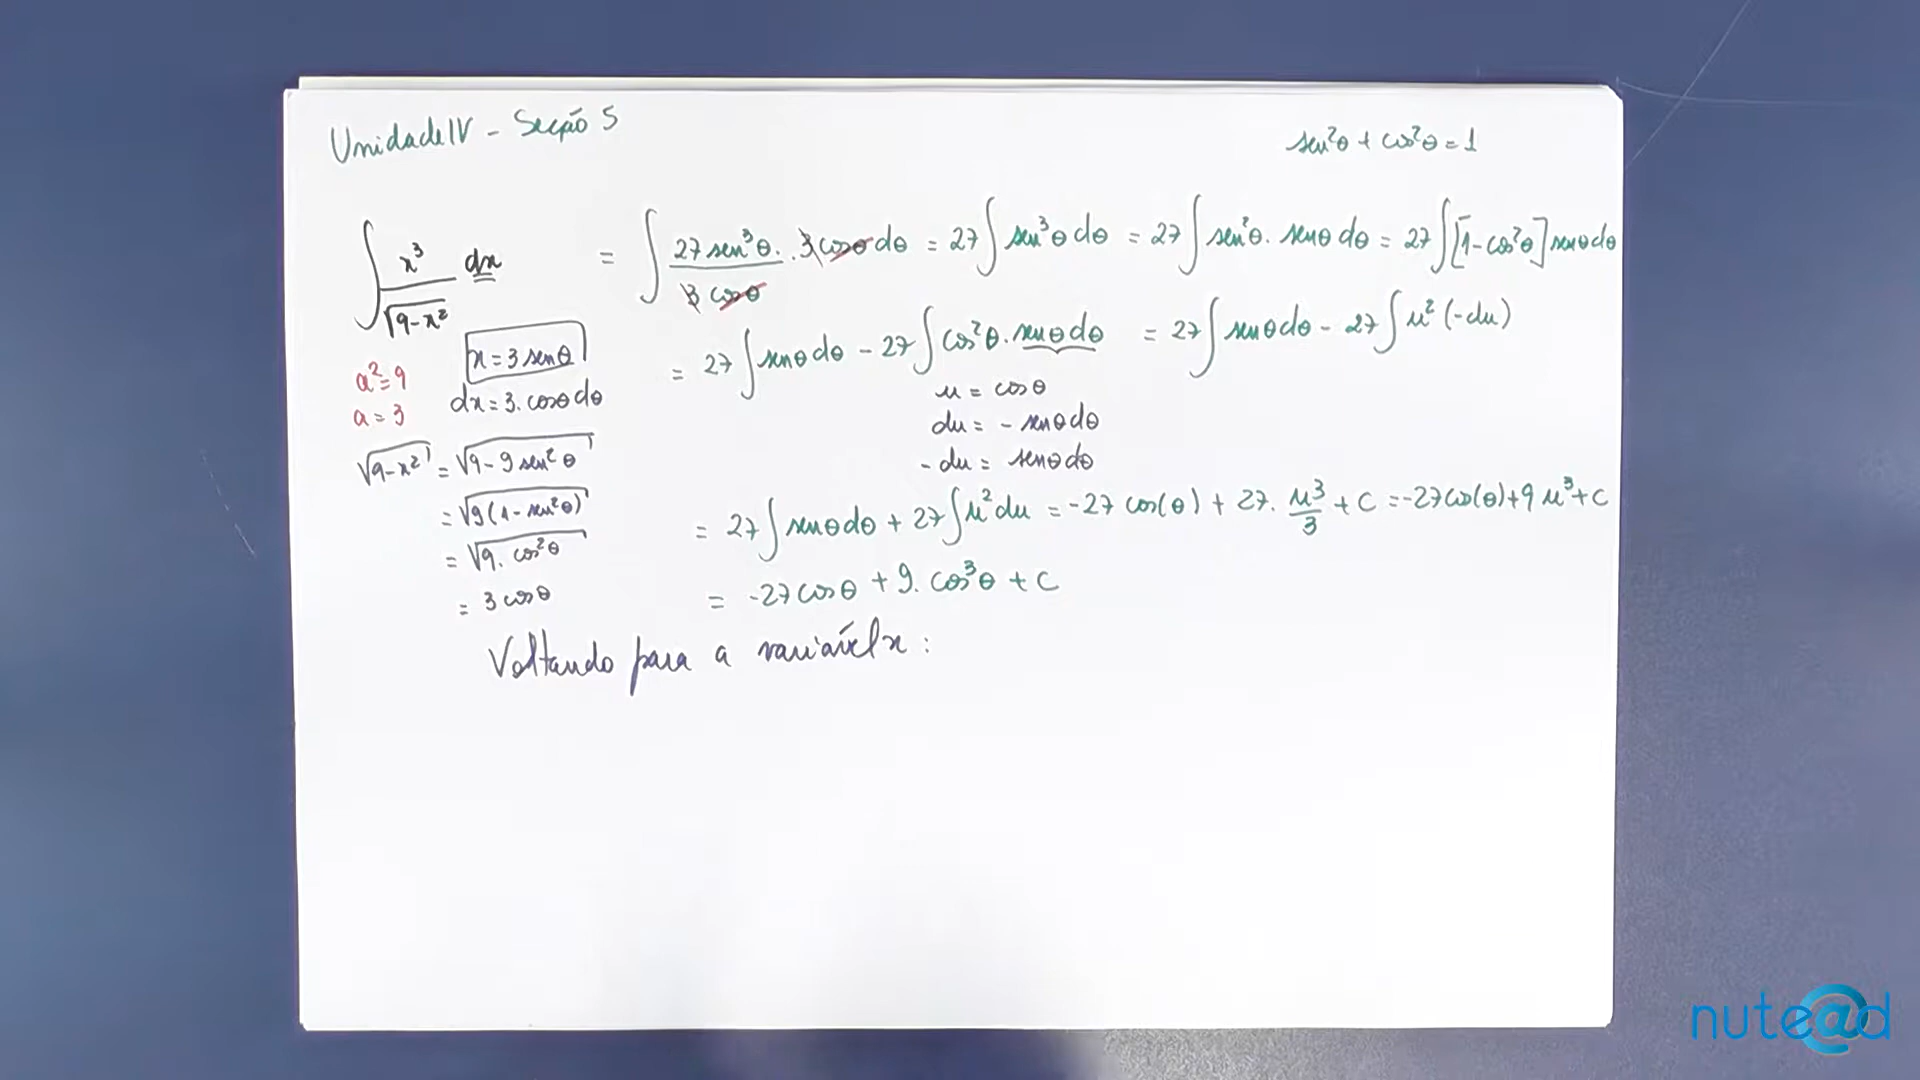 Unidade IV - Seção 5
sen²θ + cos²θ = 1
∫ x³/√(9-x²) dx = ∫ 27 sen³θ . 3 cosθ dθ / 3 cosθ = 27 ∫ sen³θ dθ = 27 ∫ sen²θ . senθ dθ = 27 ∫ [1-cos²θ] senθ dθ
= 27 ∫ senθ dθ - 27 ∫ cos²θ . senθ dθ = 27 ∫ senθ dθ - 27 ∫ u² (-du)
u = cosθ
du = - senθ dθ
- du = senθ dθ
= 27 ∫ senθ dθ + 27 ∫ u² du = -27 cos(θ) + 27 . u³/3 + C = -27 cos(θ) + 9 u³ + C
= -27 cosθ + 9. cos³θ + C
a² = 9
a = 3
x = 3 senθ
dx = 3. cosθ dθ
√(9-x²) = √(9-9 sen²θ)
= √(9(1-sen²θ))
= √(9. cos²θ)
= 3 cosθ
Voltando para a variável x :
nute@d